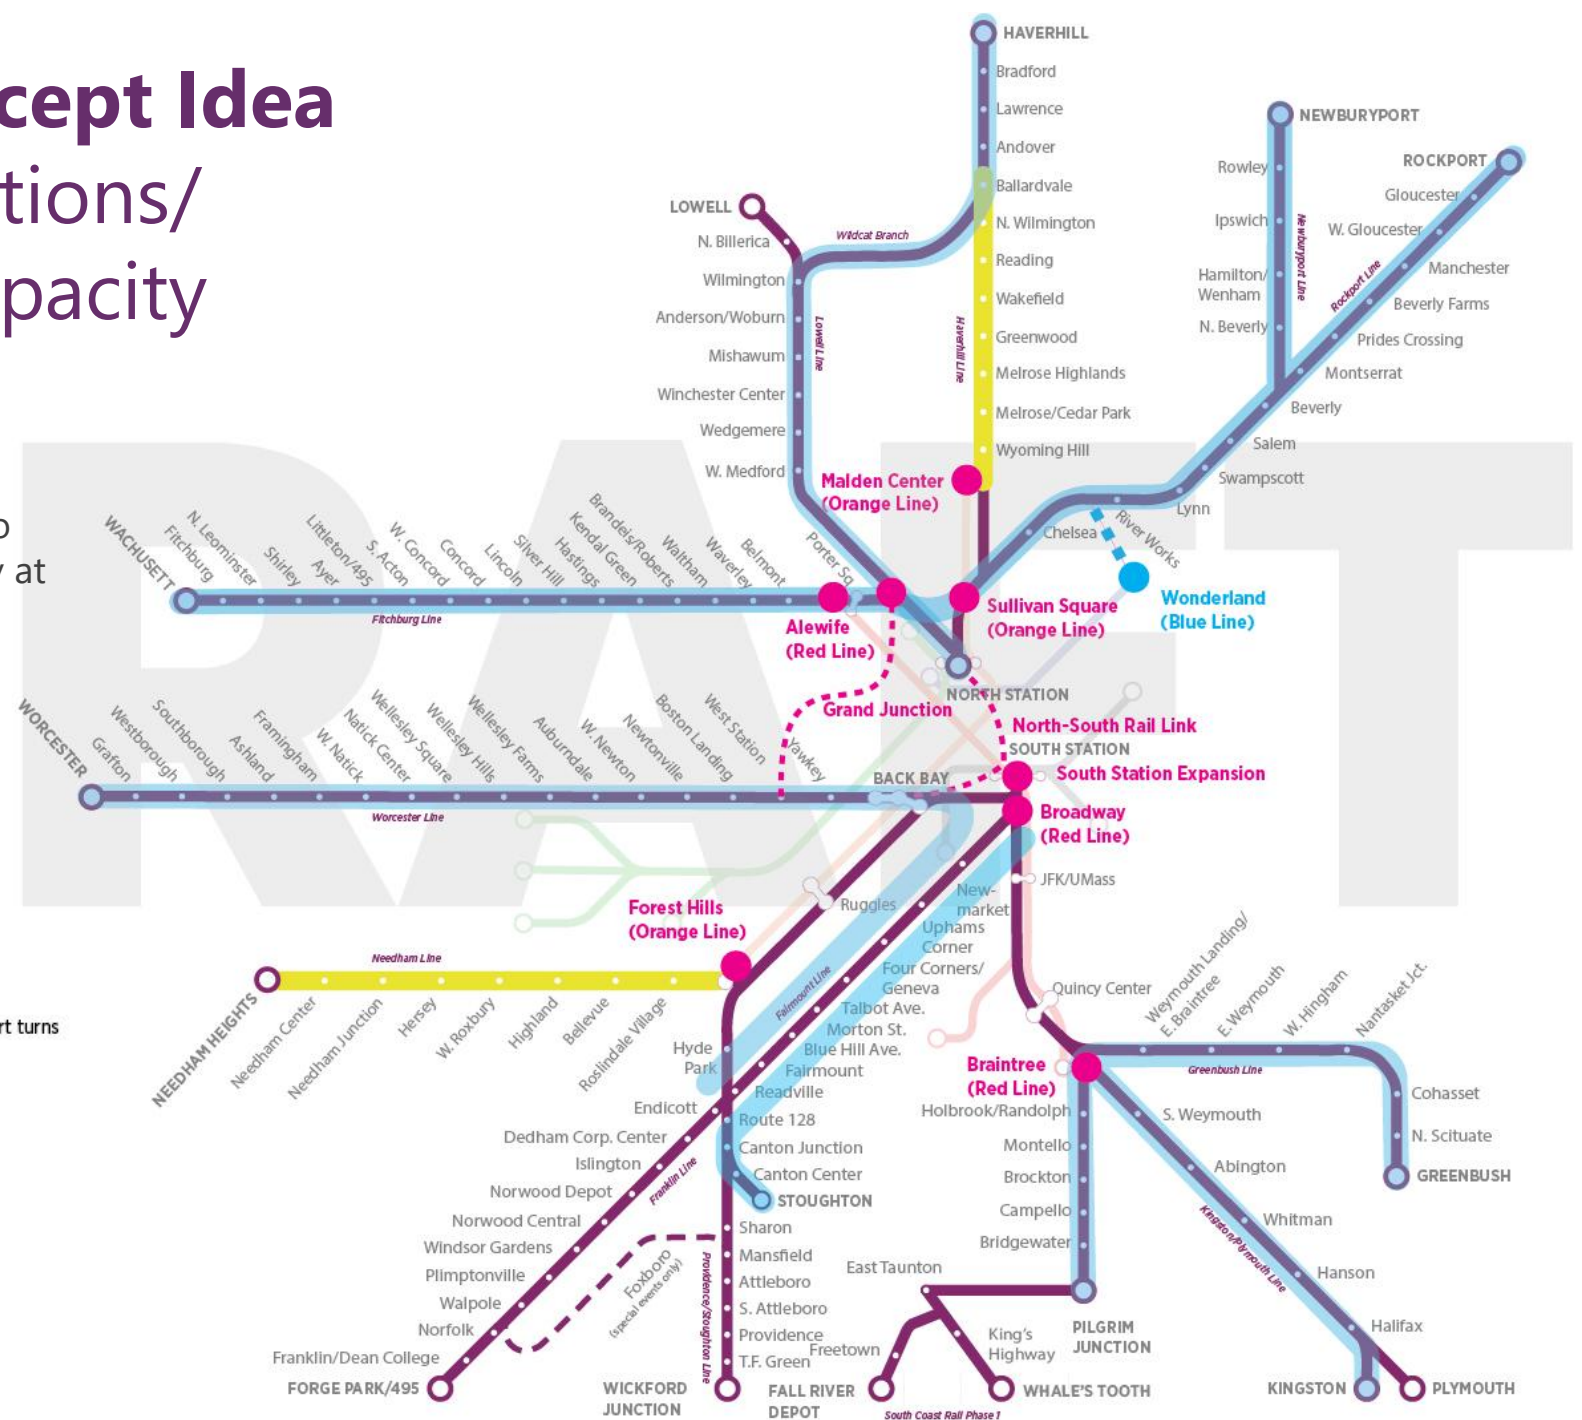 cept Idea
tions/
pacity
at
rt turns
RAFT
HAVERHILL
Bradford
Lawrence
Andover
Ballardvale
N. Wilmington
Reading
Wakefield
Greenwood
Melrose Highlands
Melrose/Cedar Park
Wyoming Hill
Haverhill Line
Malden Center
(Orange Line)
LOWELL
N. Billerica
Wilmington
Anderson/Woburn
Mishawum
Winchester Center
Wedgemere
W. Medford
Lowell Line
Wildcat Branch
NEWBURYPORT
Rowley
Ipswich
Hamilton/
Wenham
N. Beverly
Newburyport Line
ROCKPORT
Gloucester
W. Gloucester
Manchester
Beverly Farms
Prides Crossing
Montserrat
Rockport Line
Beverly
Salem
Swampscott
Lynn
River Works
Chelsea
Wonderland
(Blue Line)
Sullivan Square
(Orange Line)
WACHUSETT
Fitchburg
N. Leominster
Shirley
Ayer
Littleton/495
S. Acton
W. Concord
Concord
Lincoln
Silver Hill
Hastings
Kendal Green
Brandeis/Roberts
Waltham
Waverley
Belmont
Porter Sq.
Fitchburg Line
Alewife
(Red Line)
NORTH STATION
Grand Junction
North-South Rail Link
SOUTH STATION
South Station Expansion
Broadway
(Red Line)
WORCESTER
Grafton
Westborough
Southborough
Ashland
Framingham
W. Natick
Natick Center
Wellesley Square
Wellesley Hills
Wellesley Farms
Auburndale
W. Newton
Newtonville
Boston Landing
West Station
Yawkey
BACK BAY
Worcester Line
JFK/UMass
Ruggles
New-
market
Uphams
Corner
Four Corners/
Geneva
Talbot Ave.
Morton St.
Blue Hill Ave.
Fairmount
Readville
Fairmount Line
Forest Hills
(Orange Line)
Needham Line
NEEDHAM HEIGHTS
Needham Center
Needham Junction
Hersey
W. Roxbury
Highland
Bellevue
Roslindale Village
Hyde
Park
Route 128
Canton Junction
Canton Center
STOUGHTON
Sharon
Mansfield
Attleboro
S. Attleboro
Providence
T.F. Green
WICKFORD
JUNCTION
Providence/Stoughton Line
Endicott
Dedham Corp. Center
Islington
Norwood Depot
Norwood Central
Windsor Gardens
Plimptonville
Walpole
Norfolk
Franklin/Dean College
FORGE PARK/495
Franklin Line
Foxboro
(special events only)
Quincy Center
Braintree
(Red Line)
Weymouth Landing/
E. Braintree
E. Weymouth
W. Hingham
Nantasket Jct.
Greenbush Line
Cohasset
N. Scituate
GREENBUSH
Holbrook/Randolph
Montello
Brockton
Campello
Bridgewater
PILGRIM
JUNCTION
East Taunton
Freetown
FALL RIVER
DEPOT
King's
Highway
WHALE'S TOOTH
South Coast Rail Phase 1
S. Weymouth
Abington
Whitman
Hanson
Halifax
Kingston/Plymouth Line
KINGSTON
PLYMOUTH